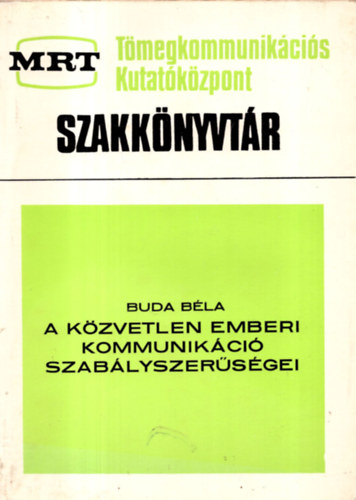 MRT
Tömegkommunikációs
Kutatóközpont
SZAKKÖNYVTÁR
BUDA BÉLA
A KÖZVETLEN EMBERI
KOMMUNIKÁCIÓ
SZABÁLYSZERŰSÉGEI